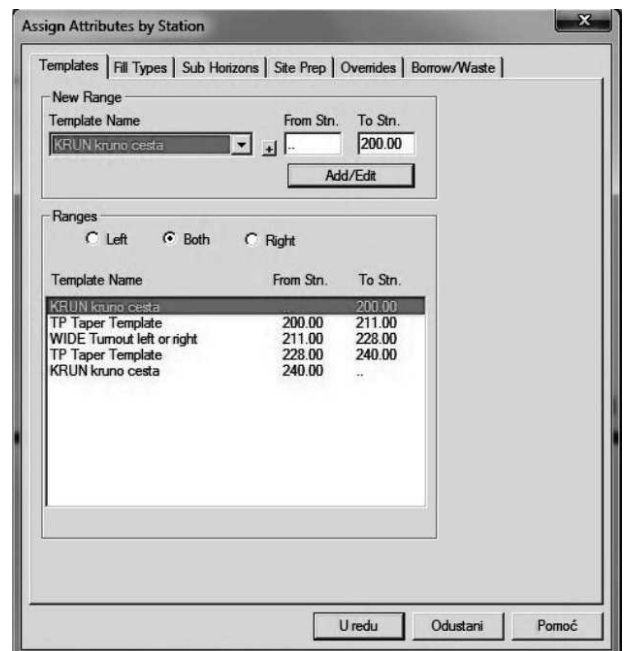 Assign Attributes by Station
Templates Fill Types Sub Horizons Site Prep Overrides Borrow/Waste
New Range
Template Name From Stn. To Stn.
KRUN kruno cesta + .. 200.00
Add/Edit
Ranges
Left Both Right
Template Name From Stn. To Stn.
KRUN kruno cesta .. 200.00
TP Taper Template 200.00 211.00
WIDE Turnout left or right 211.00 228.00
TP Taper Template 228.00 240.00
KRUN kruno cesta 240.00 ..
U redu Odustani Pomoć